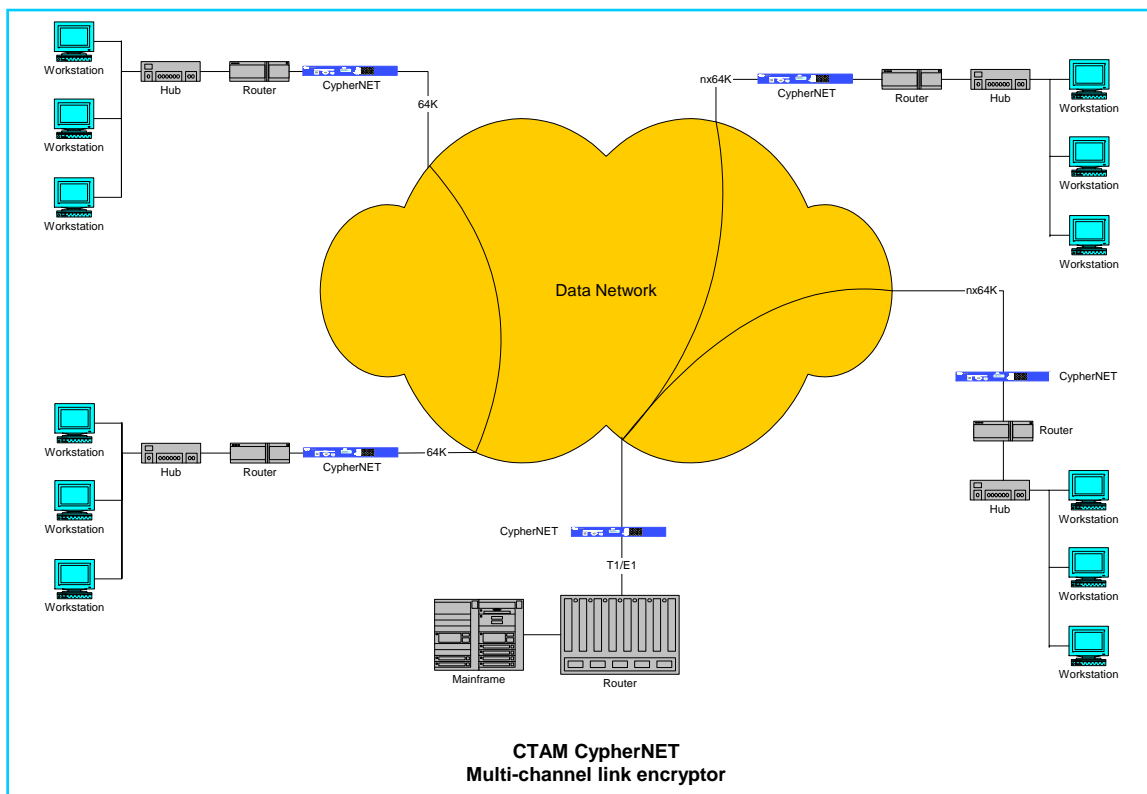 Workstation
Hub
Router
CypherNET
64K
Workstation
Workstation
nx64K
CypherNET
Router
Hub
Workstation
Workstation
Workstation
Data Network
nx64K
CypherNET
Router
Hub
Workstation
Workstation
Workstation
Workstation
Hub
Router
CypherNET
64K
Workstation
Workstation
CypherNET
T1/E1
Mainframe
Router
CTAM CypherNET
Multi-channel link encryptor